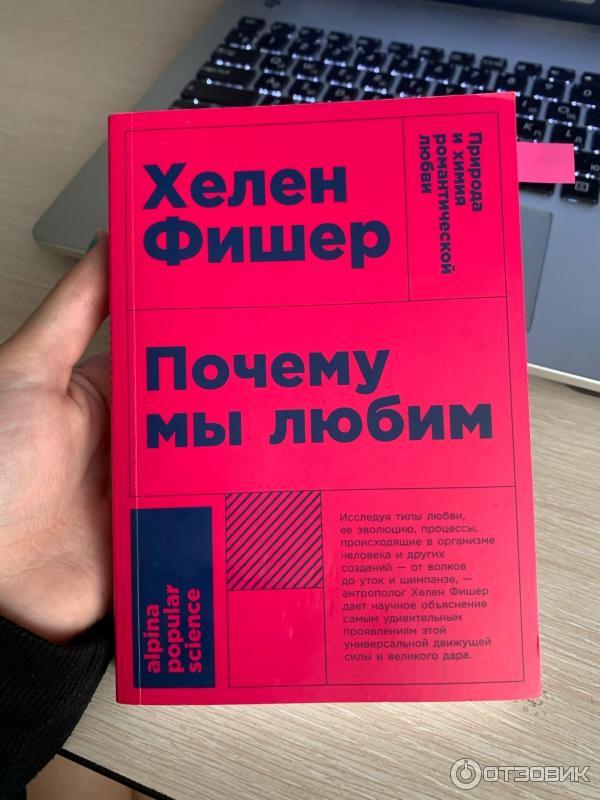 Хелен
Фишер
Природа
и химия
романтической
любви
Почему
мы любим
alpina
popular
science
Исследуя типы любви,
ее эволюцию, процессы,
происходящие в организме
человека и других
созданий — от волков
до уток и шимпанзе, —
антрополог Хелен Фишер
дает научное объяснение
самым удивительным
проявлениям этой
универсальной движущей
силы и великого дара.
ОТЗОВИК